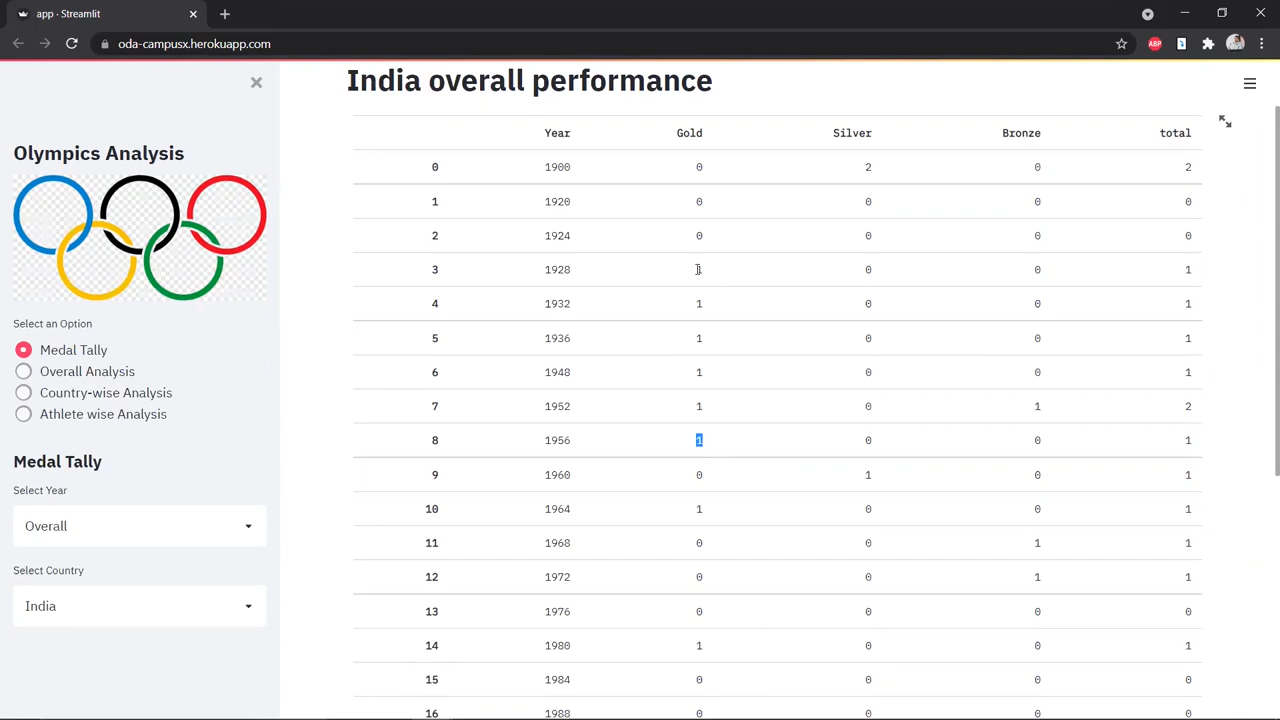 app · Streamlit
oda-campusx.herokuapp.com
ABP
Olympics Analysis
Select an Option
Medal Tally
Overall Analysis
Country-wise Analysis
Athlete wise Analysis
Medal Tally
Select Year
Overall
Select Country
India
India overall performance
Year Gold Silver Bronze total
0 1900 0 2 0 2
1 1920 0 0 0 0
2 1924 0 0 0 0
3 1928 1 0 0 1
4 1932 1 0 0 1
5 1936 1 0 0 1
6 1948 1 0 0 1
7 1952 1 0 1 2
8 1956 1 0 0 1
9 1960 0 1 0 1
10 1964 1 0 0 1
11 1968 0 0 1 1
12 1972 0 0 1 1
13 1976 0 0 0 0
14 1980 1 0 0 1
15 1984 0 0 0 0
16 1988 0 0 0 0